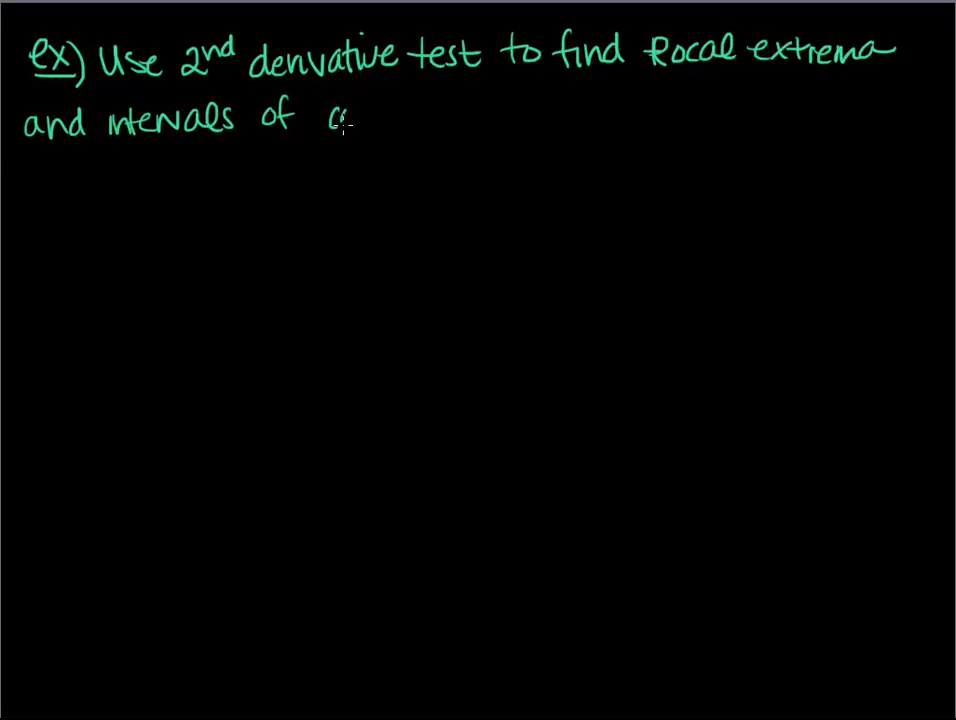 ex) Use 2nd derivative test to find local extrema
and intervals of